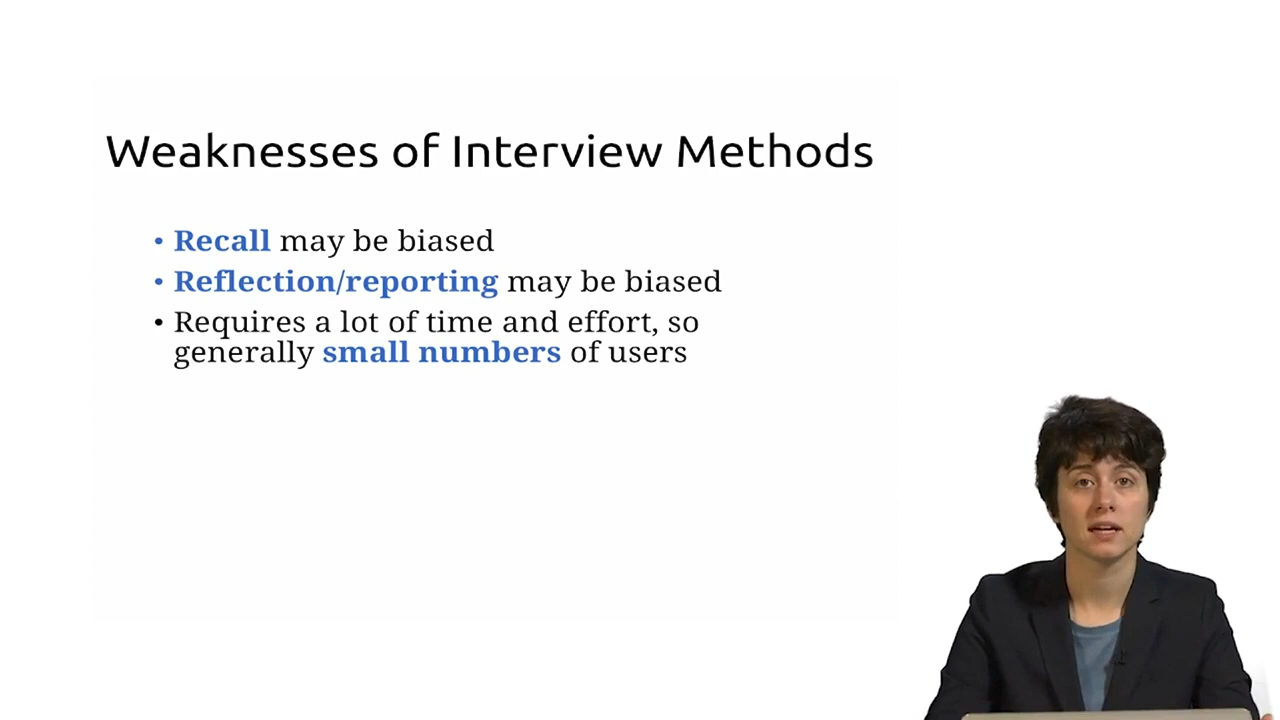 Weaknesses of Interview Methods
• Recall may be biased
• Reflection/reporting may be biased
• Requires a lot of time and effort, so
generally small numbers of users